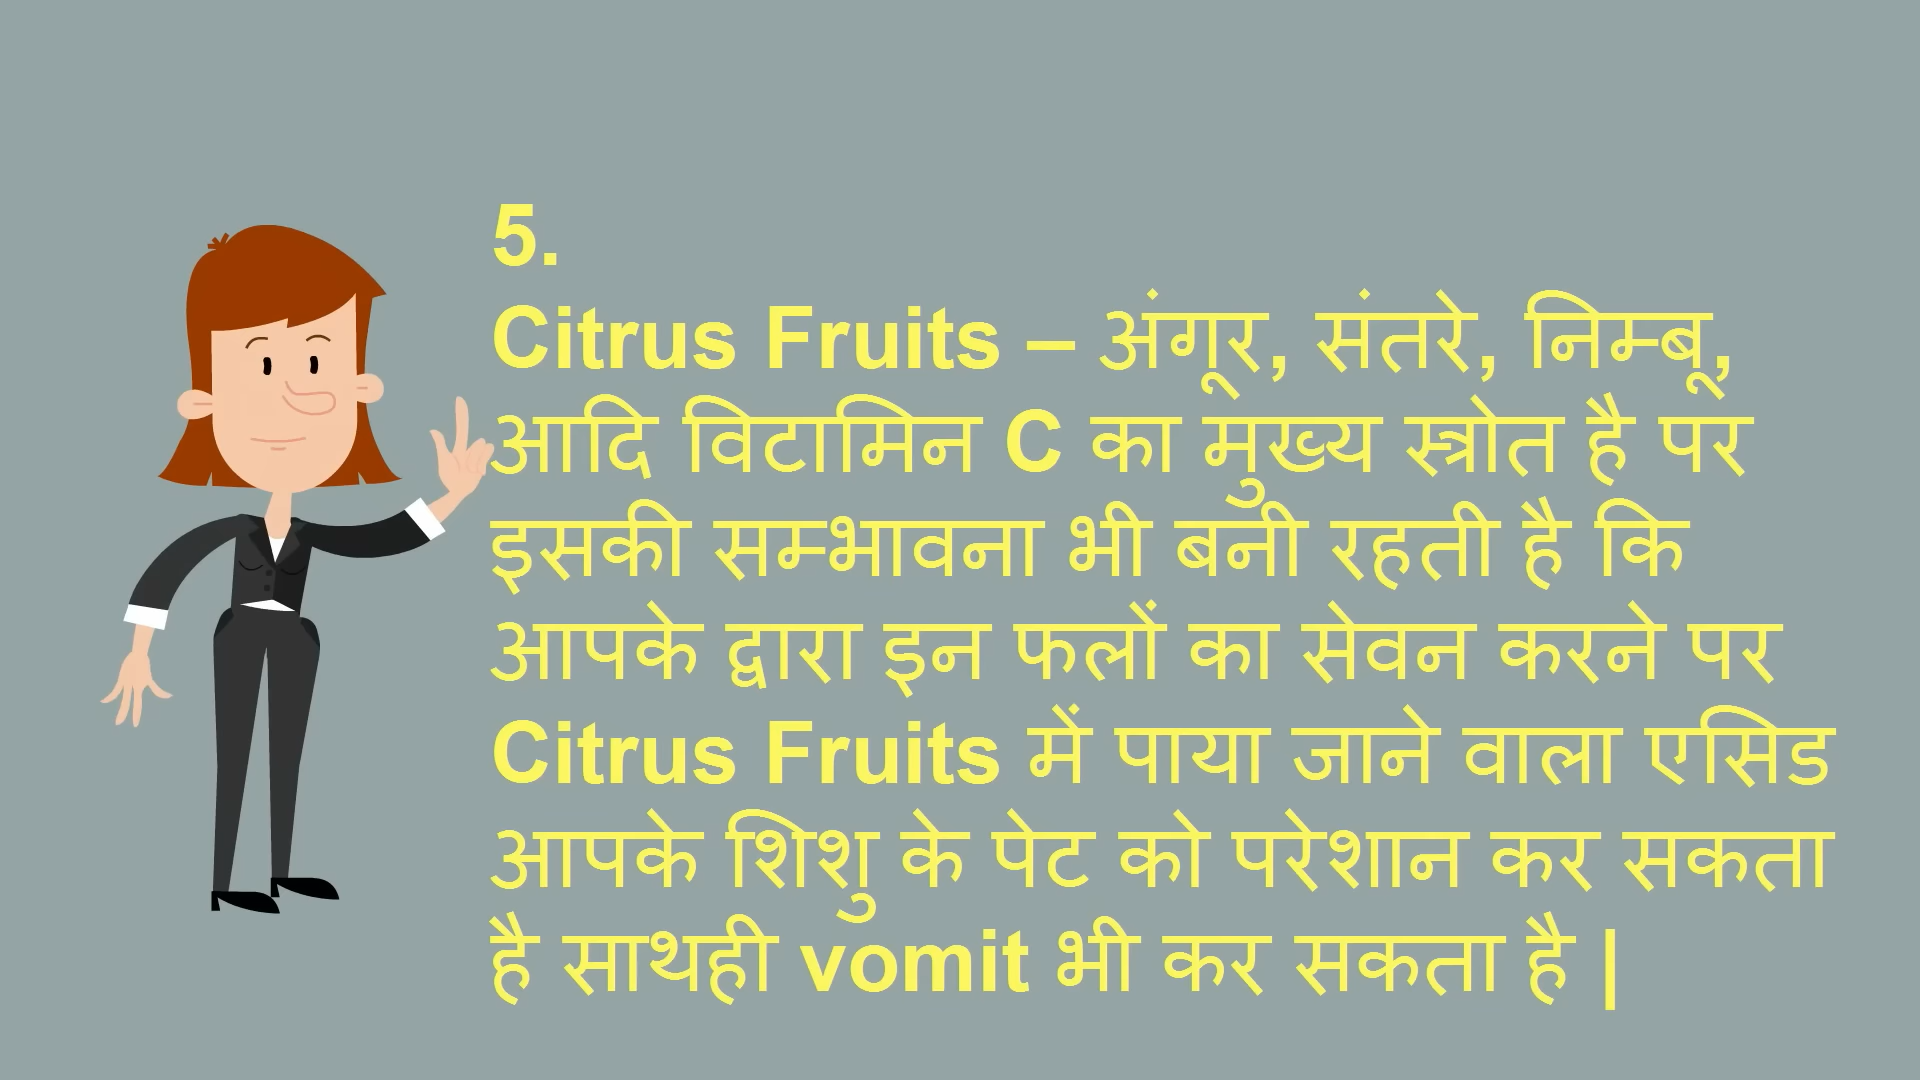 5.
Citrus Fruits – अंगूर, संतरे, निम्बू,
आदि विटामिन C का मुख्य स्त्रोत है पर
इसकी सम्भावना भी बनी रहती है कि
आपके द्वारा इन फलों का सेवन करने पर
Citrus Fruits में पाया जाने वाला एसिड
आपके शिशु के पेट को परेशान कर सकता
है साथही vomit भी कर सकता है |